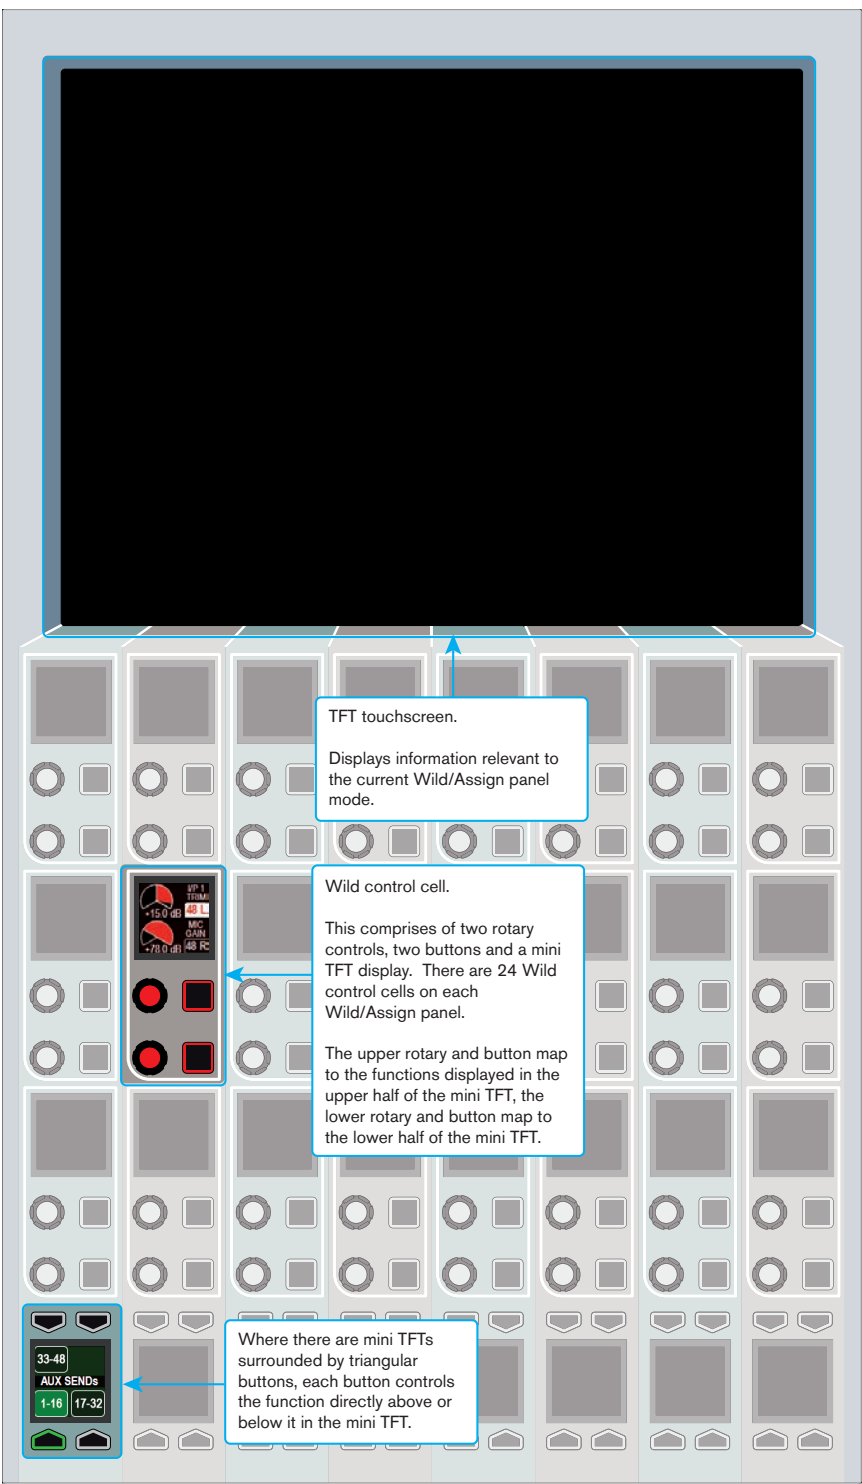 TFT touchscreen.
Displays information relevant to
the current Wild/Assign panel
mode.
I/P 1
TRIM
+15.0 dB 48 L
MIC
GAIN
+78.0 dB 48 R
Wild control cell.
This comprises of two rotary
controls, two buttons and a mini
TFT display. There are 24 Wild
control cells on each
Wild/Assign panel.
The upper rotary and button map
to the functions displayed in the
upper half of the mini TFT, the
lower rotary and button map to
the lower half of the mini TFT.
33-48
AUX SENDs
1-16 17-32
Where there are mini TFTs
surrounded by triangular
buttons, each button controls
the function directly above or
below it in the mini TFT.